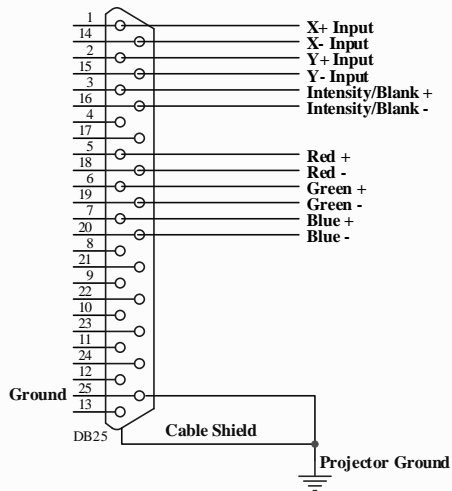 1 X+ Input
14 X- Input
2 Y+ Input
15 Y- Input
3 Intensity/Blank +
16 Intensity/Blank -
4
17
5 Red +
18 Red -
6 Green +
19 Green -
7 Blue +
20 Blue -
8
21
9
22
10
23
11
24
12
Ground 25
13
DB25 Cable Shield
Projector Ground